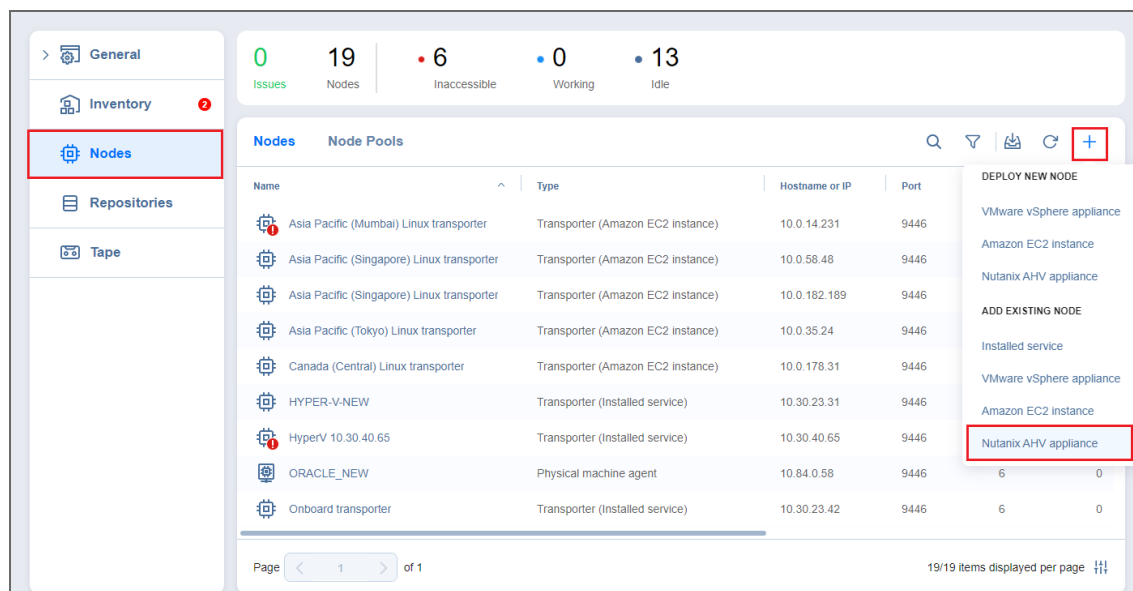 General
Inventory 2
Nodes
Repositories
Tape
0 19 6 0 13
Issues Nodes Inaccessible Working Idle
Nodes Node Pools
Name Type Hostname or IP Port
Asia Pacific (Mumbai) Linux transporter Transporter (Amazon EC2 instance) 10.0.14.231 9446
Asia Pacific (Singapore) Linux transporter Transporter (Amazon EC2 instance) 10.0.58.48 9446
Asia Pacific (Singapore) Linux transporter Transporter (Amazon EC2 instance) 10.0.182.189 9446
Asia Pacific (Tokyo) Linux transporter Transporter (Amazon EC2 instance) 10.0.35.24 9446
Canada (Central) Linux transporter Transporter (Amazon EC2 instance) 10.0.178.31 9446
HYPER-V-NEW Transporter (Installed service) 10.30.23.31 9446
HyperV 10.30.40.65 Transporter (Installed service) 10.30.40.65 9446
ORACLE_NEW Physical machine agent 10.84.0.58 9446 6 0
Onboard transporter Transporter (Installed service) 10.30.23.42 9446 6 0
DEPLOY NEW NODE
VMware vSphere appliance
Amazon EC2 instance
Nutanix AHV appliance
ADD EXISTING NODE
Installed service
VMware vSphere appliance
Amazon EC2 instance
Nutanix AHV appliance
Page 1 of 1 19/19 items displayed per page